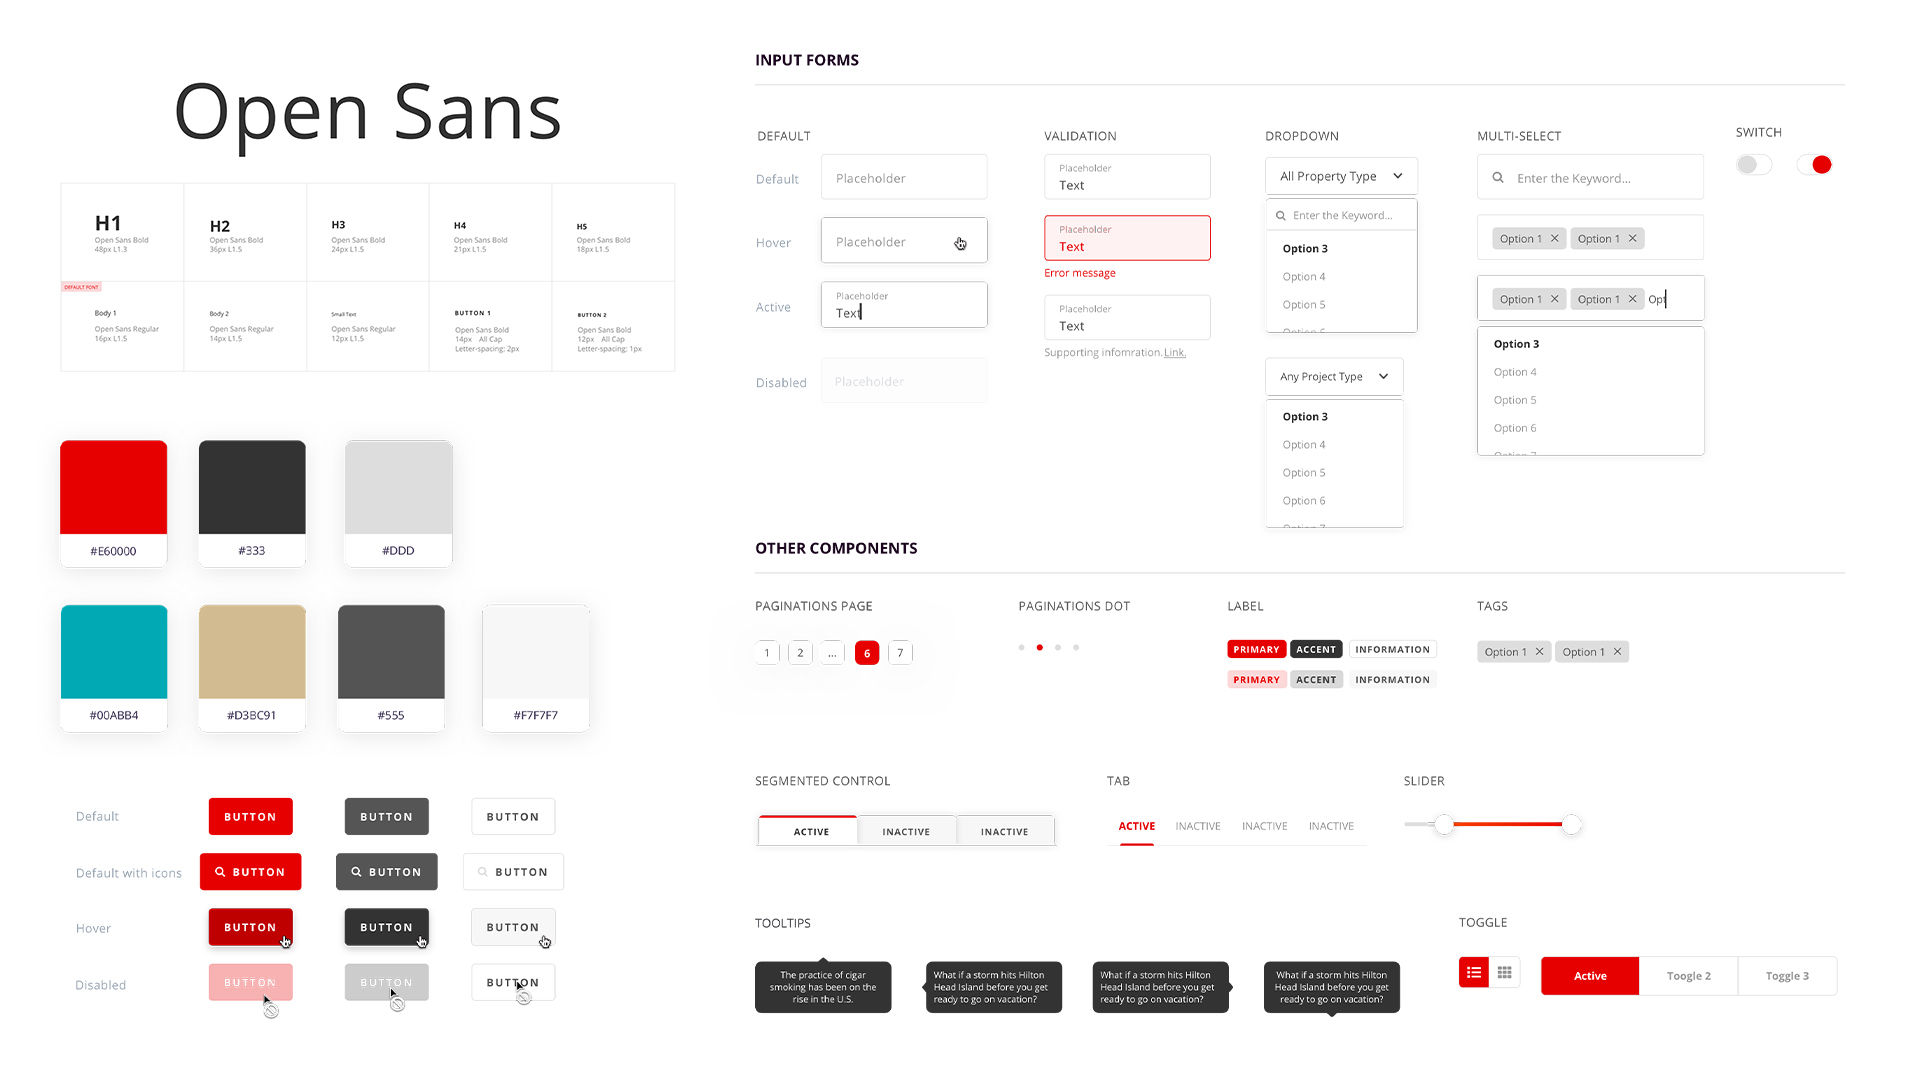 Open Sans
H1
Open Sans Bold
48px L1.3
H2
Open Sans Bold
36px L1.5
H3
Open Sans Bold
24px L1.5
H4
Open Sans Bold
21px L1.5
H5
Open Sans Bold
18px L1.5
DEFAULT FONT
Body 1
Open Sans Regular
16px L1.5
Body 2
Open Sans Regular
14px L1.5
Small Text
Open Sans Regular
12px L1.5
BUTTON 1
Open Sans Bold
14px All Cap
Letter-spacing: 2px
BUTTON 2
Open Sans Bold
12px All Cap
Letter-spacing: 1px
#E60000
#333
#DDD
#00ABB4
#D3BC91
#555
#F7F7F7
Default
BUTTON
BUTTON
BUTTON
Default with icons
BUTTON
BUTTON
BUTTON
Hover
BUTTON
BUTTON
BUTTON
Disabled
BUTTON
BUTTON
BUTTON
INPUT FORMS
DEFAULT
Default
Placeholder
Hover
Placeholder
Active
Placeholder
Text
Disabled
Placeholder
VALIDATION
Placeholder
Text
Placeholder
Text
Error message
Placeholder
Text
Supporting infomration. Link.
DROPDOWN
All Property Type
Enter the Keyword...
Option 3
Option 4
Option 5
Option 6
Any Project Type
Option 3
Option 4
Option 5
Option 6
Option 7
MULTI-SELECT
Enter the Keyword...
Option 1 × Option 1 ×
Option 1 × Option 1 × Opt
Option 3
Option 4
Option 5
Option 6
Option 7
SWITCH
OTHER COMPONENTS
PAGINATIONS PAGE
1 2 ... 6 7
PAGINATIONS DOT
LABEL
PRIMARY ACCENT INFORMATION
PRIMARY ACCENT INFORMATION
TAGS
Option 1 × Option 1 ×
SEGMENTED CONTROL
ACTIVE INACTIVE INACTIVE
TAB
ACTIVE INACTIVE INACTIVE INACTIVE
SLIDER
TOOLTIPS
The practice of cigar
smoking has been on the
rise in the U.S.
What if a storm hits Hilton
Head Island before you get
ready to go on vacation?
What if a storm hits Hilton
Head Island before you get
ready to go on vacation?
What if a storm hits Hilton
Head Island before you get
ready to go on vacation?
TOGGLE
Active Toogle 2 Toggle 3